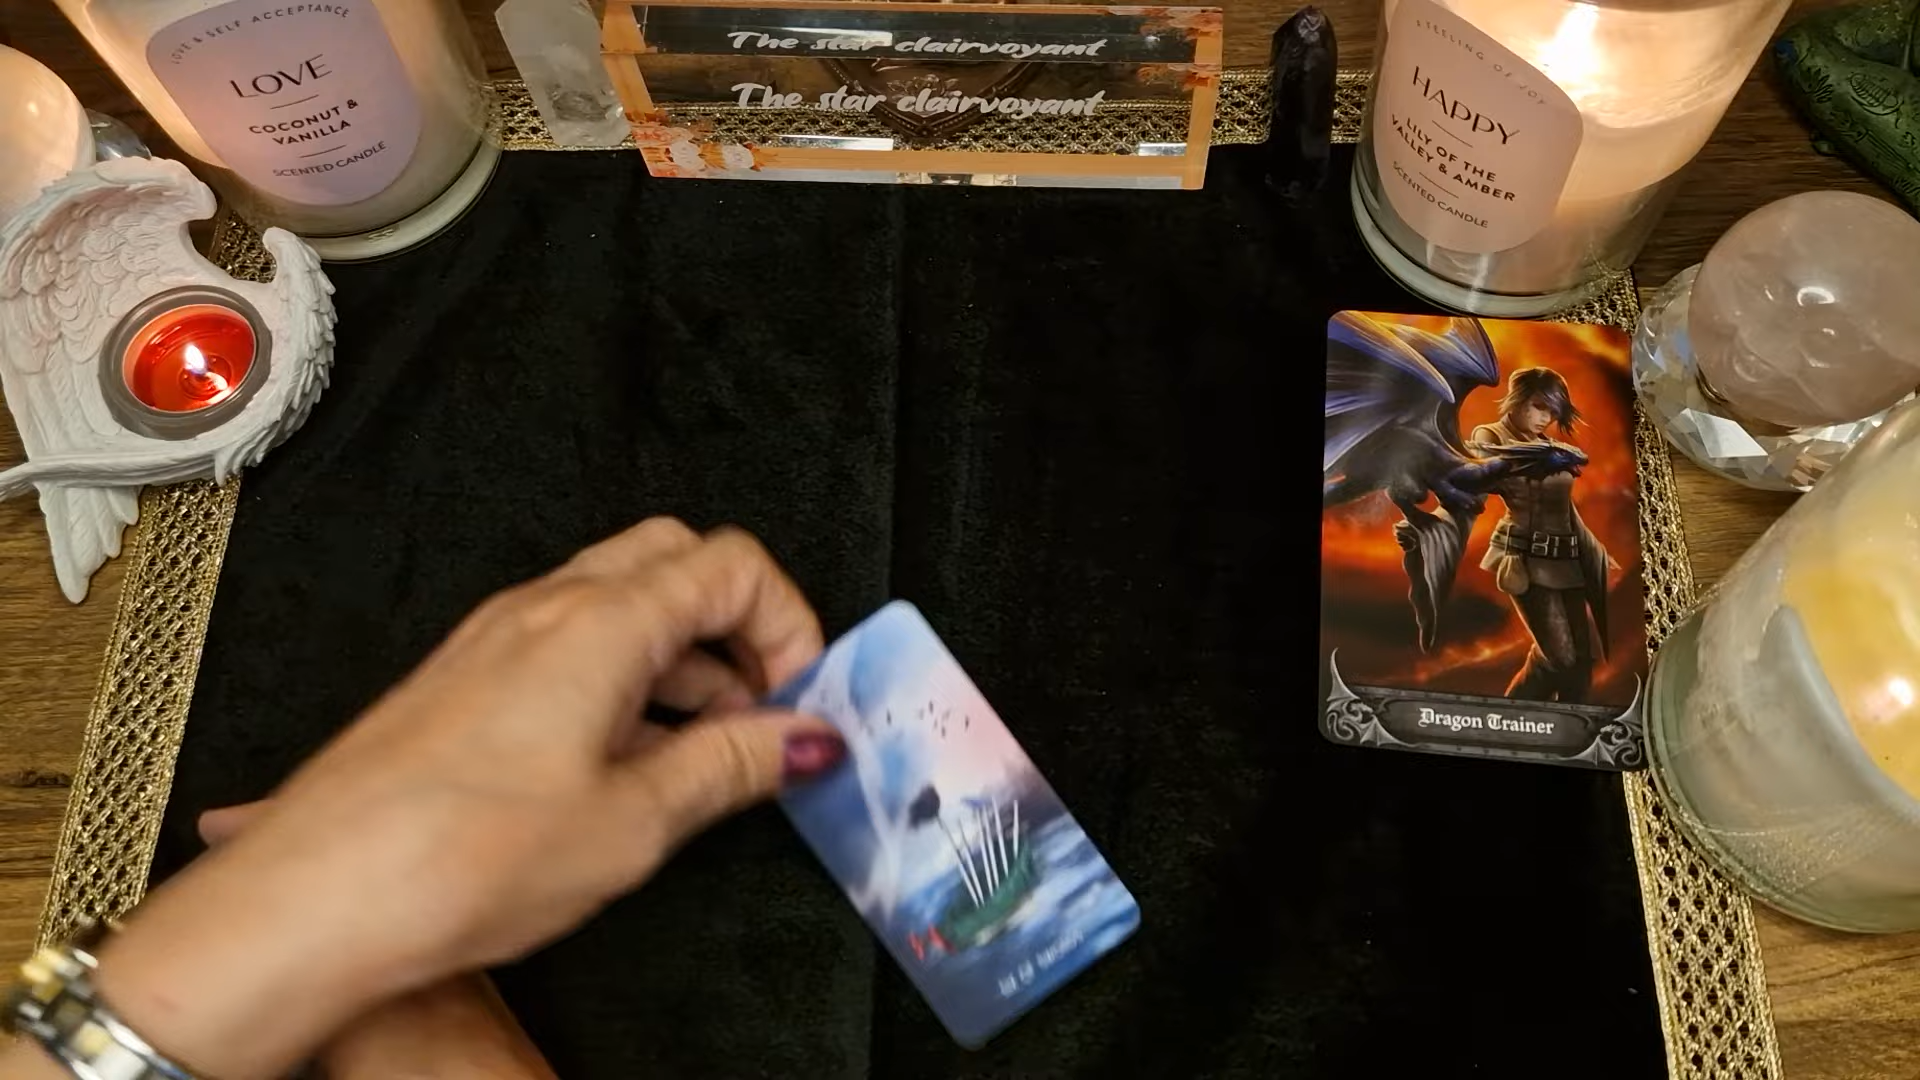 LOVE & SELF ACCEPTANCE
LOVE
COCONUT &
VANILLA
SCENTED CANDLE
The star clairvoyant
The star clairvoyant
FEELING OF JOY
HAPPY
LILY OF THE
VALLEY & AMBER
SCENTED CANDLE
Dragon Trainer